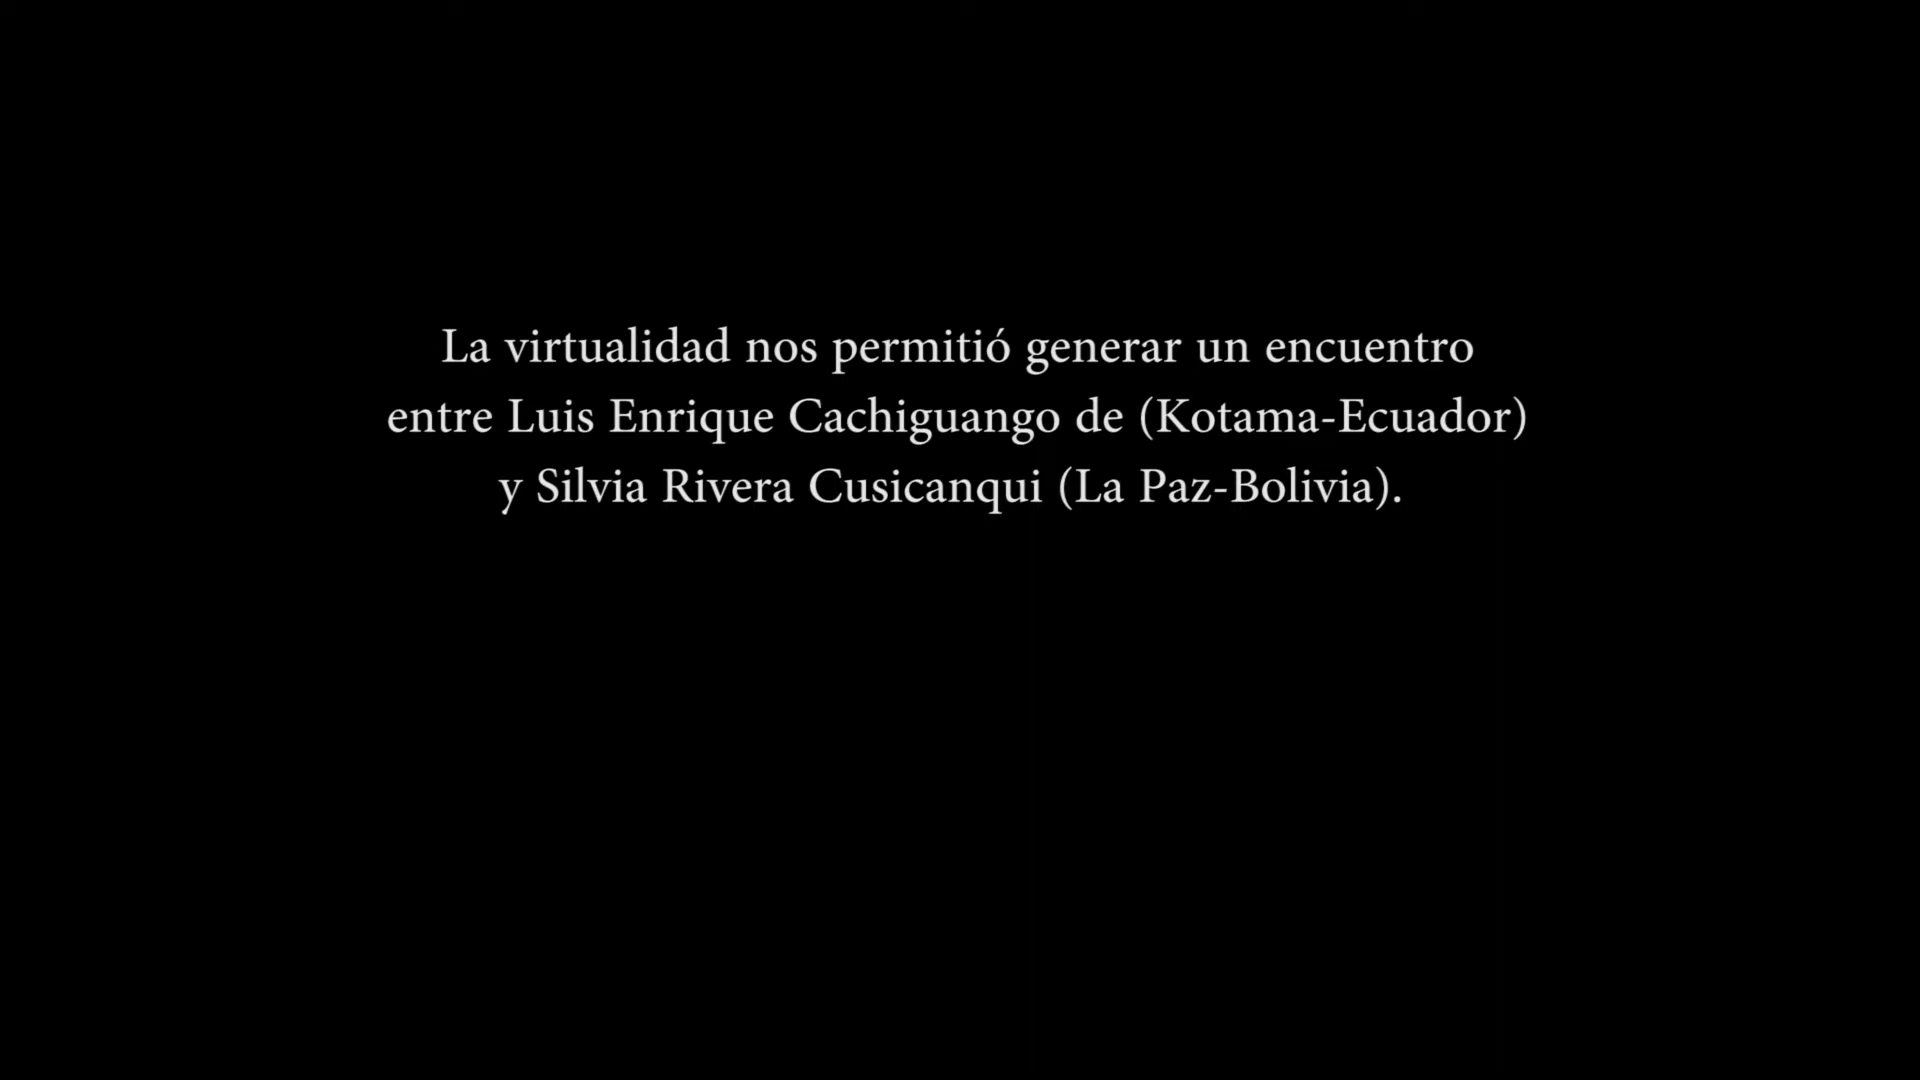 La virtualidad nos permitió generar un encuentro
entre Luis Enrique Cachiguango de (Kotama-Ecuador)
y Silvia Rivera Cusicanqui (La Paz-Bolivia).